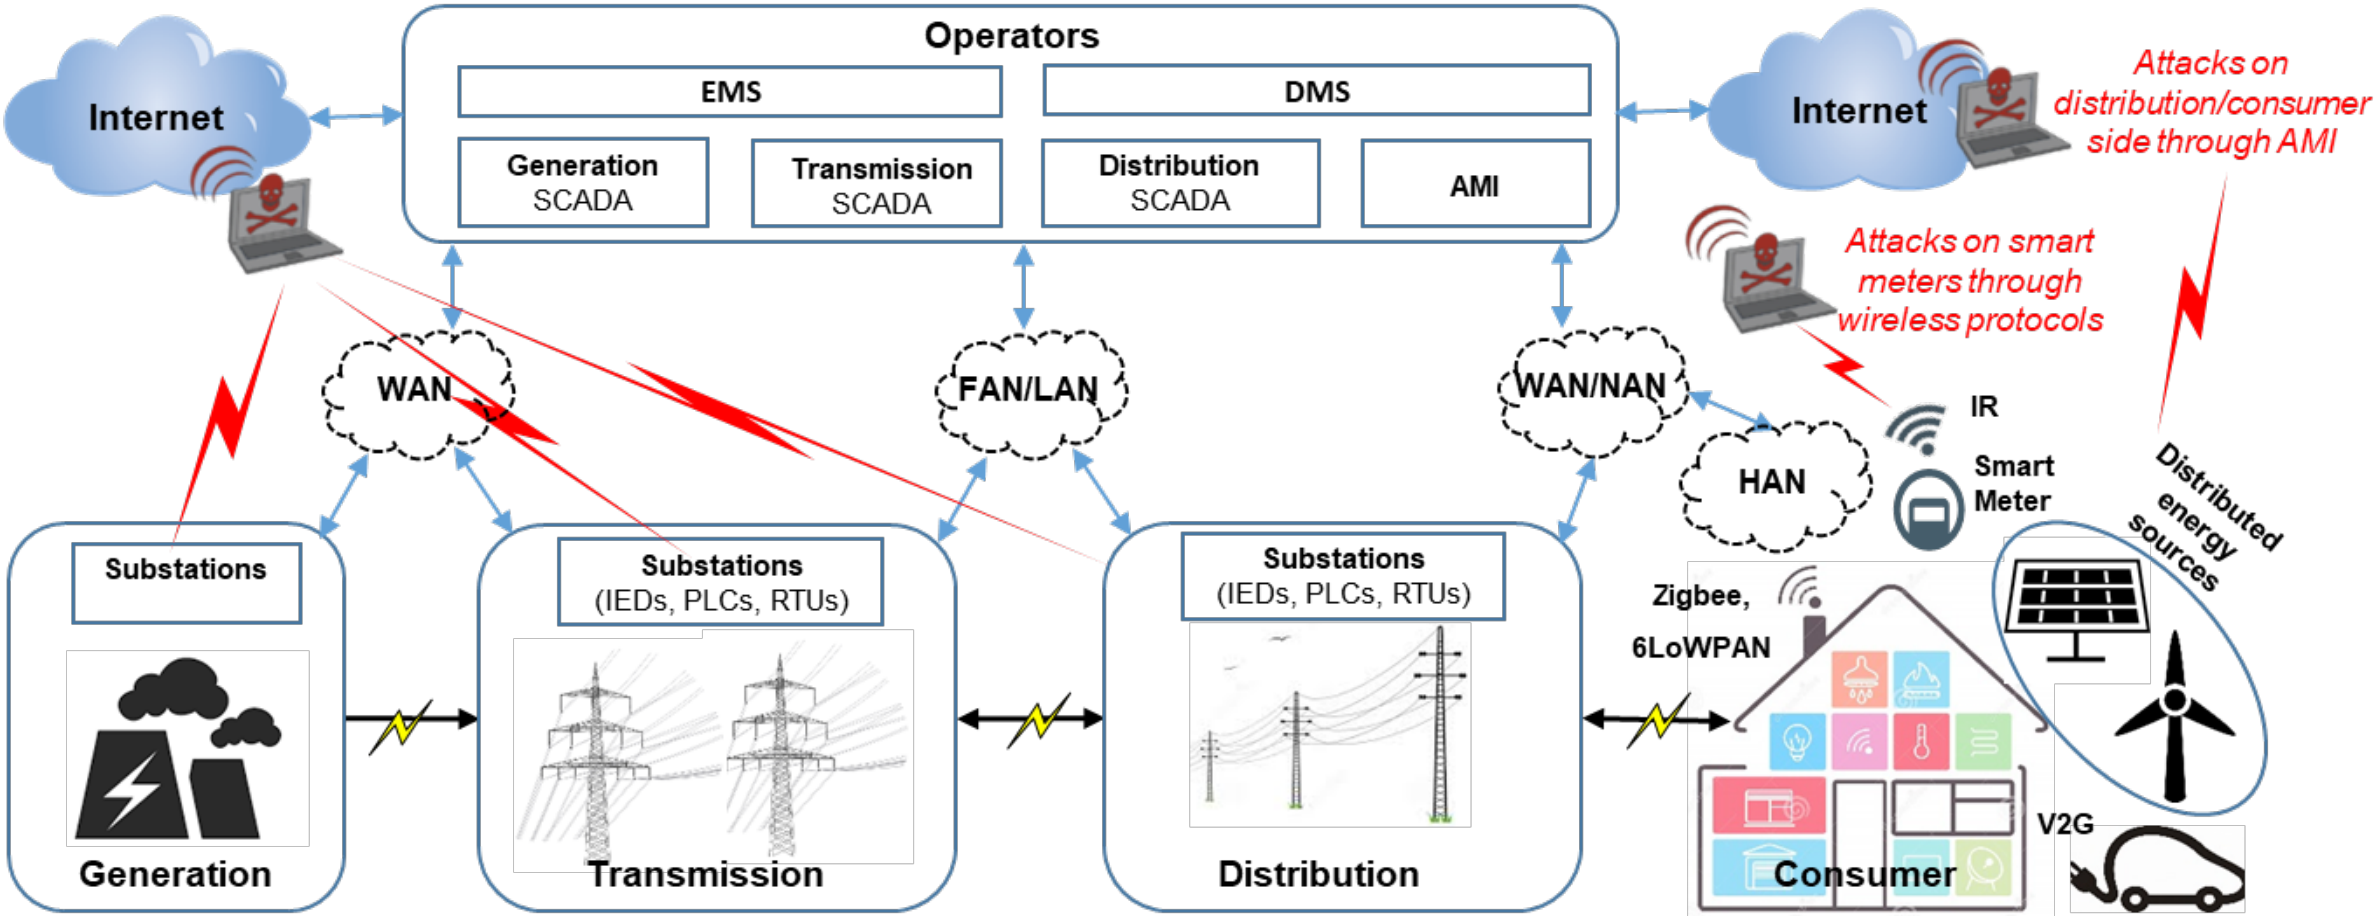 Operators
Internet
EMS
DMS
Internet
Attacks on
distribution/consumer
side through AMI
Generation
SCADA
Transmission
SCADA
Distribution
SCADA
AMI
Attacks on smart
meters through
wireless protocols
WAN
FAN/LAN
WAN/NAN
HAN
IR
Smart
Meter
Distributed
energy
sources
Substations
Substations
(IEDs, PLCs, RTUs)
Substations
(IEDs, PLCs, RTUs)
Zigbee,
6LoWPAN
V2G
Generation
Transmission
Distribution
Consumer